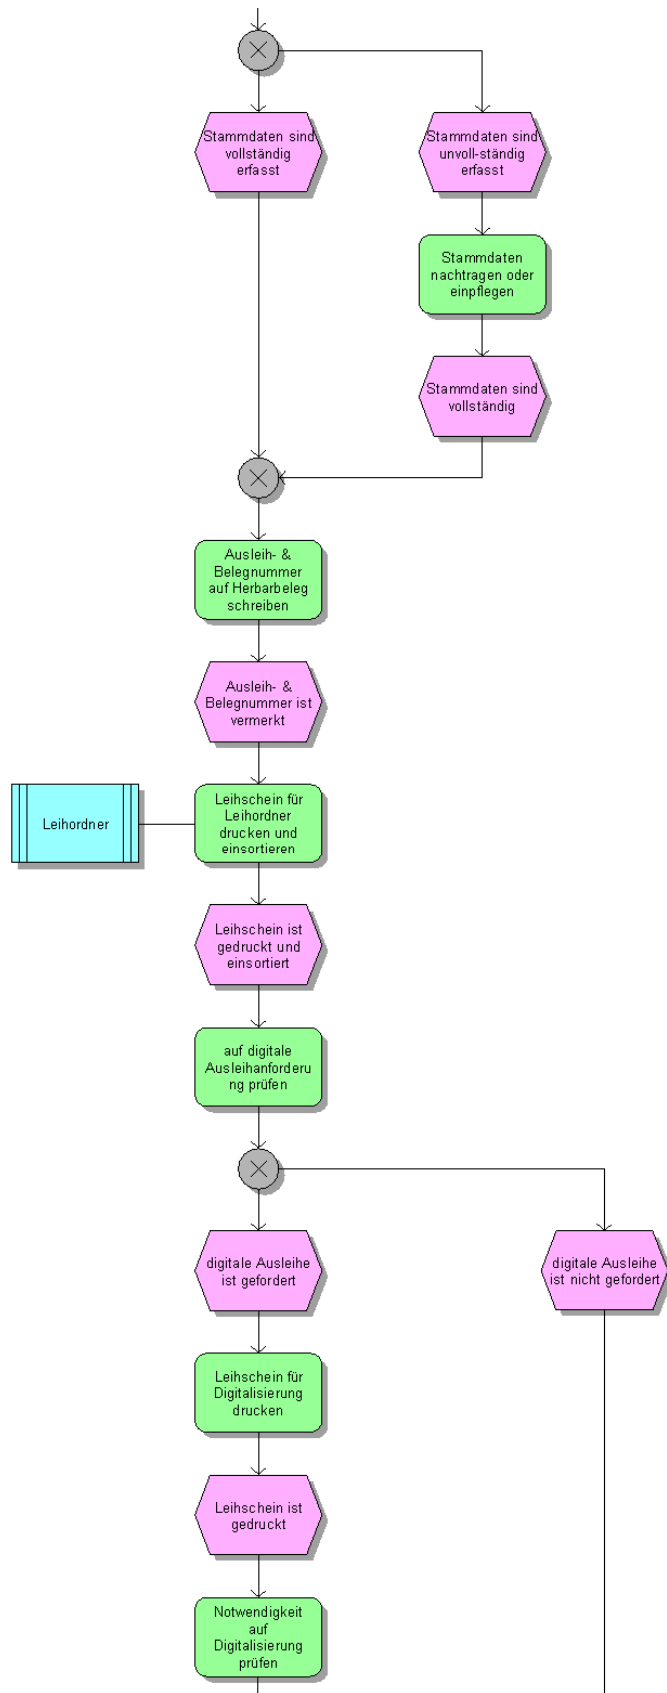 Stammdaten sind
vollständig
erfasst
Stammdaten sind
unvoll-ständig
erfasst
Stammdaten
nachtragen oder
einpflegen
Stammdaten sind
vollständig
Ausleih- &
Belegnummer
auf Herbarbeleg
schreiben
Ausleih- &
Belegnummer ist
vermerkt
Leihordner
Leihschein für
Leihordner
drucken und
einsortieren
Leihschein ist
gedruckt und
einsortiert
auf digitale
Ausleihanforderu
ng prüfen
digitale Ausleihe
ist gefordert
digitale Ausleihe
ist nicht gefordert
Leihschein für
Digitalisierung
drucken
Leihschein ist
gedruckt
Notwendigkeit
auf
Digitalisierung
prüfen